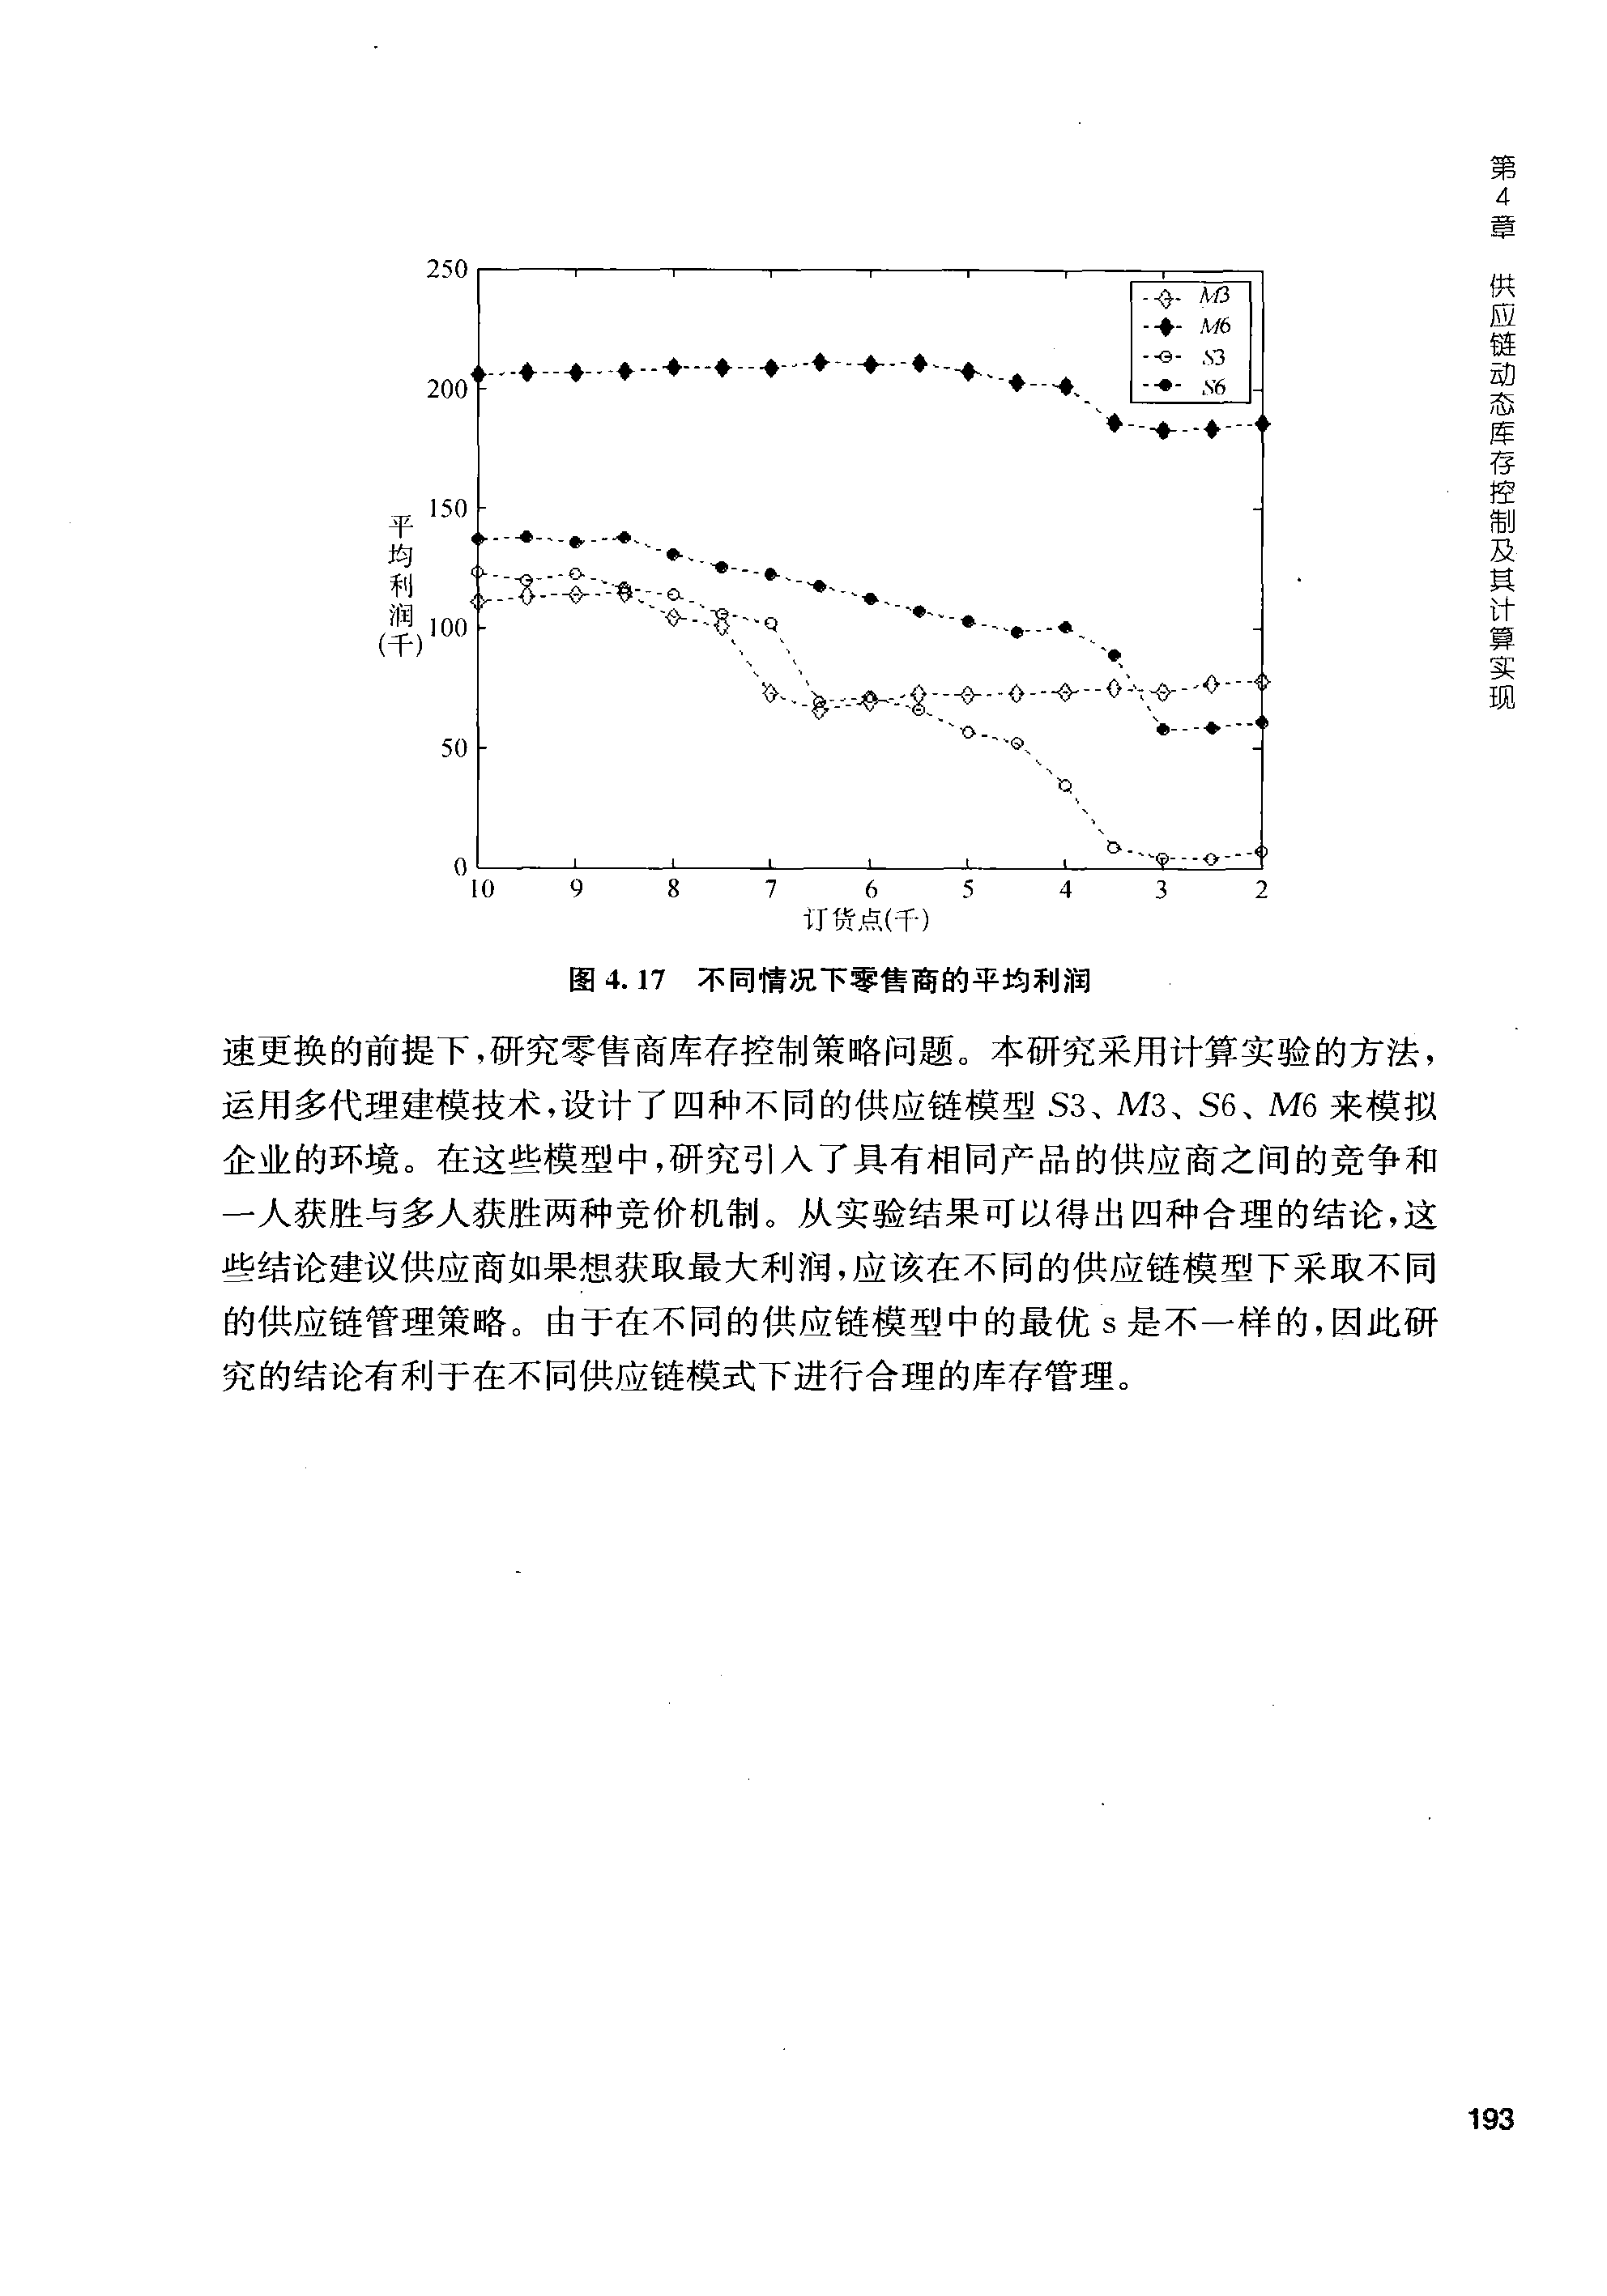 第4章 供应链动态库存控制及其计算实现
250
200
150
100
50
0
平均利润(千)
M3
M6
S3
S6
10 9 8 7 6 5 4 3 2
订货点(千)
图 4.17 不同情况下零售商的平均利润
速更换的前提下,研究零售商库存控制策略问题。本研究采用计算实验的方法,
运用多代理建模技术,设计了四种不同的供应链模型 S3、M3、S6、M6 来模拟
企业的环境。在这些模型中,研究引入了具有相同产品的供应商之间的竞争和
一人获胜与多人获胜两种竞价机制。从实验结果可以得出四种合理的结论,这
些结论建议供应商如果想获取最大利润,应该在不同的供应链模型下采取不同
的供应链管理策略。由于在不同的供应链模型中的最优 s 是不一样的,因此研
究的结论有利于在不同供应链模式下进行合理的库存管理。
193